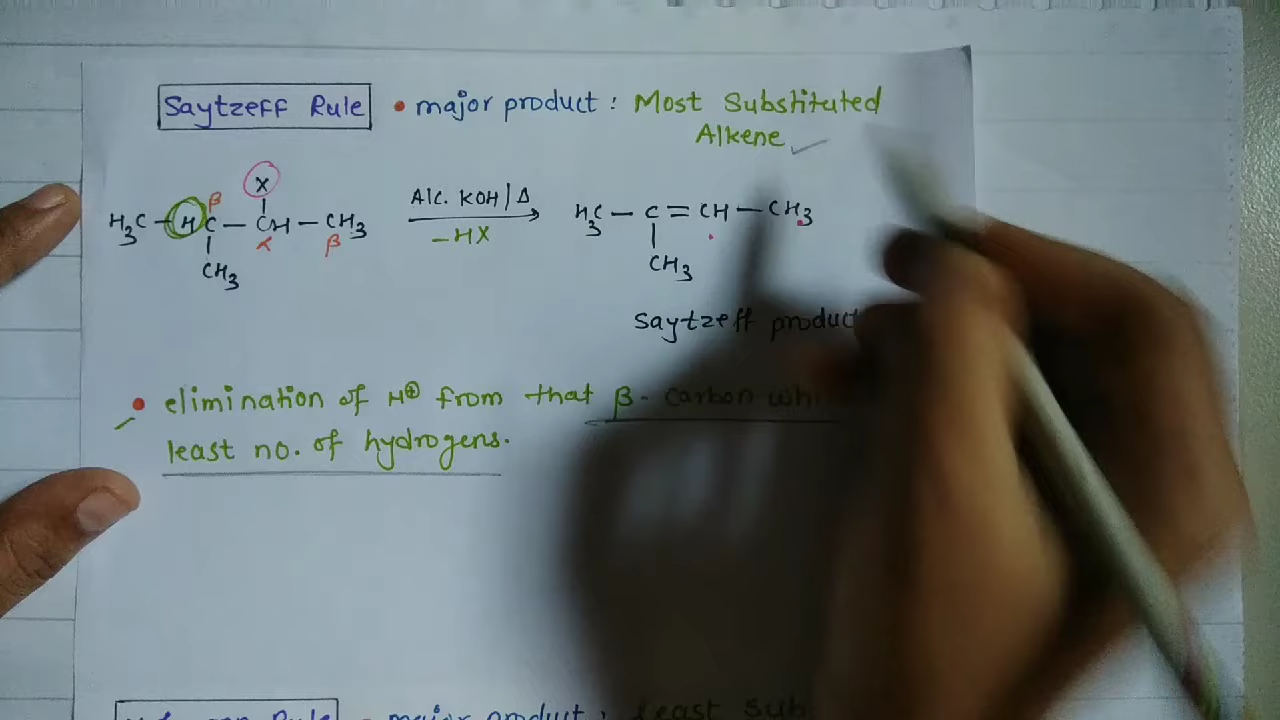 Saytzeff Rule • major product : Most Substituted
Alkene
X
β
H3C - HC - CH - CH3
α β
CH3
Alc. KOH / Δ
-HX
H3C - C = CH - CH3
CH3
Saytzeff product
• elimination of H⊕ from that β- carbon
least no. of hydrogens.
Rule - major product : Least Sub